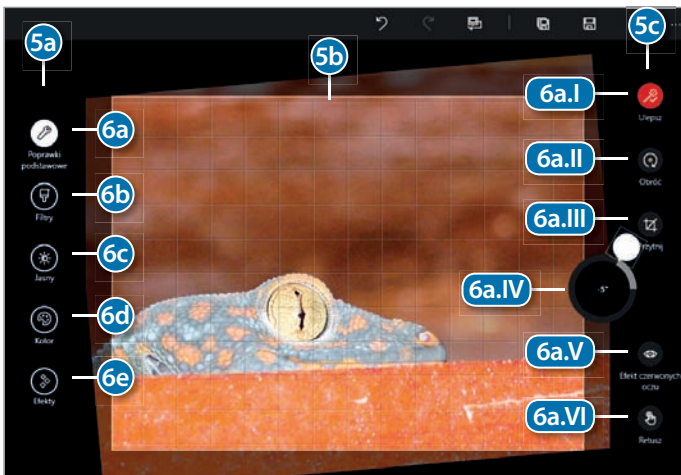 5a
5b
5c
6a
Poprawki
podstawowe
6b
Filtry
6c
Jasny
6d
Kolor
6e
Efekty
6a.I
Ulepsz
6a.II
Obróć
6a.III
Przytnij
6a.IV
-5°
6a.V
Efekt czerwonych
oczu
6a.VI
Retusz